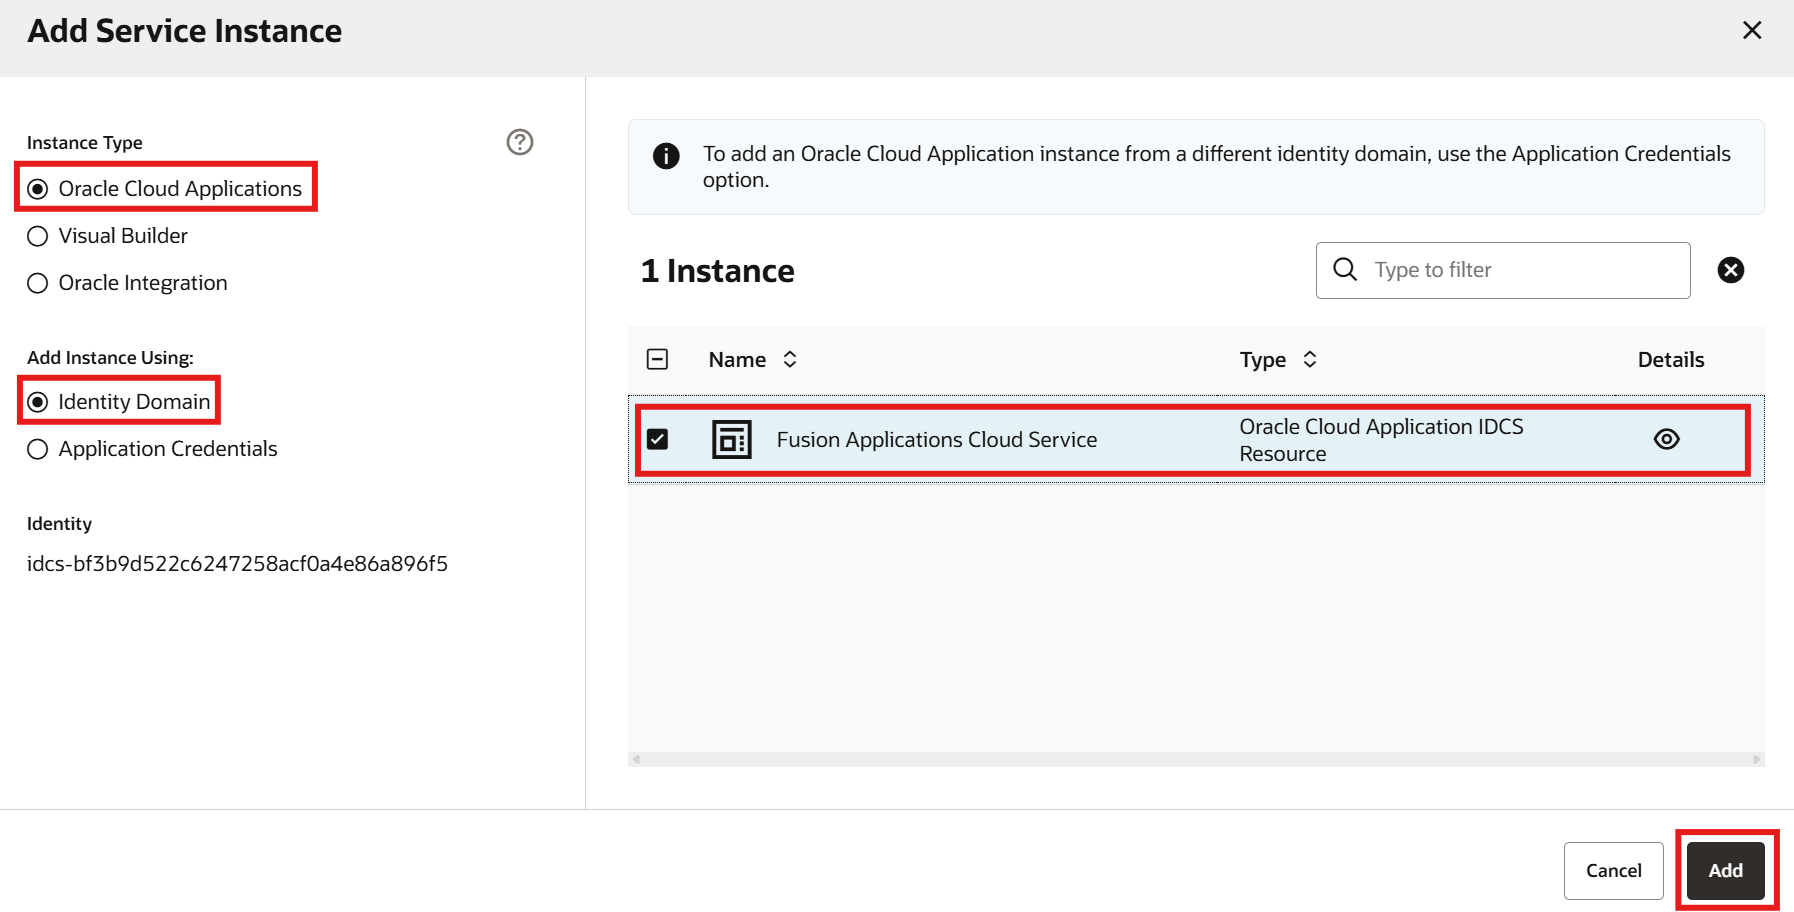 Add Service Instance
Instance Type
Oracle Cloud Applications
Visual Builder
Oracle Integration
Add Instance Using:
Identity Domain
Application Credentials
Identity
idcs-bf3b9d522c6247258acf0a4e86a896f5
To add an Oracle Cloud Application instance from a different identity domain, use the Application Credentials
option.
1 Instance
Type to filter
Name Type Details
Fusion Applications Cloud Service
Oracle Cloud Application IDCS
Resource
Cancel
Add